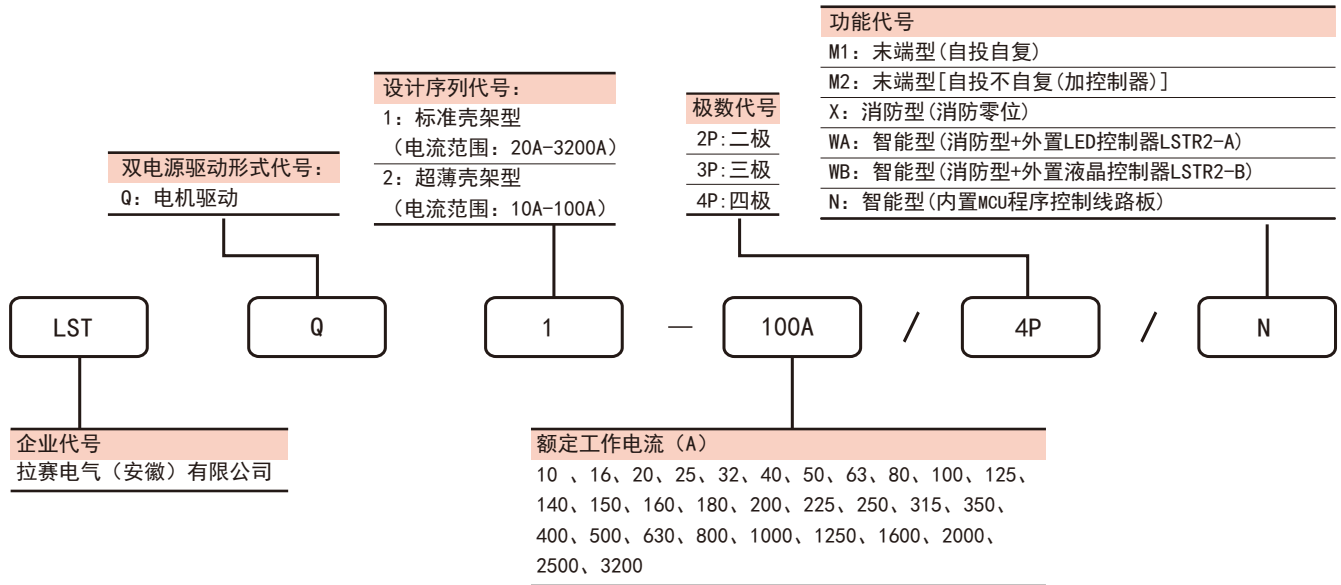 功能代号
M1: 末端型(自投自复)
M2: 末端型[自投不自复(加控制器)]
X: 消防型(消防零位)
WA: 智能型(消防型+外置LED控制器LSTR2-A)
WB: 智能型(消防型+外置液晶控制器LSTR2-B)
N: 智能型(内置MCU程序控制线路板)
设计序列代号:
1: 标准壳架型
(电流范围: 20A-3200A)
2: 超薄壳架型
(电流范围: 10A-100A)
极数代号
2P:二极
3P:三极
4P:四极
双电源驱动形式代号:
Q: 电机驱动
LST Q 1 — 100A / 4P / N
企业代号
拉赛电气（安徽）有限公司
额定工作电流（A）
10 、16、20、25、32、40、50、63、80、100、125、
140、150、160、180、200、225、250、315、350、
400、500、630、800、1000、1250、1600、2000、
2500、3200